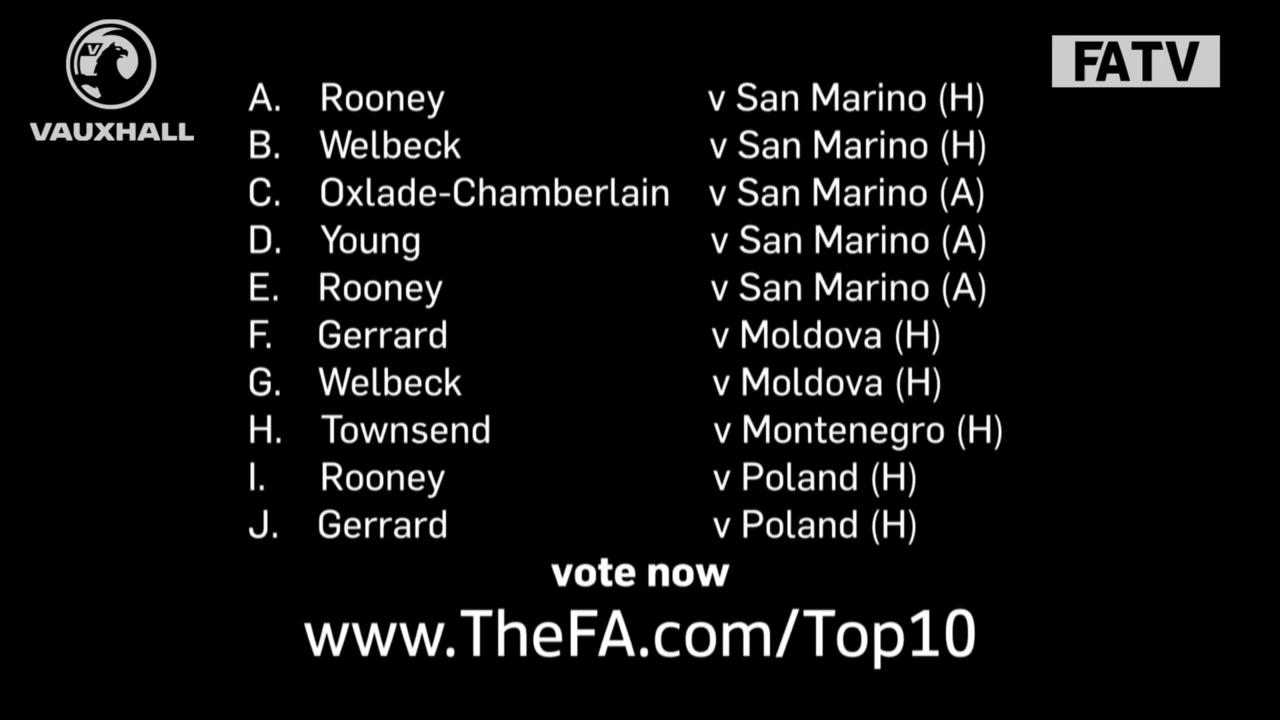 VAUXHALL
FATV
A. Rooney v San Marino (H)
B. Welbeck v San Marino (H)
C. Oxlade-Chamberlain v San Marino (A)
D. Young v San Marino (A)
E. Rooney v San Marino (A)
F. Gerrard v Moldova (H)
G. Welbeck v Moldova (H)
H. Townsend v Montenegro (H)
I. Rooney v Poland (H)
J. Gerrard v Poland (H)
vote now
www.TheFA.com/Top10